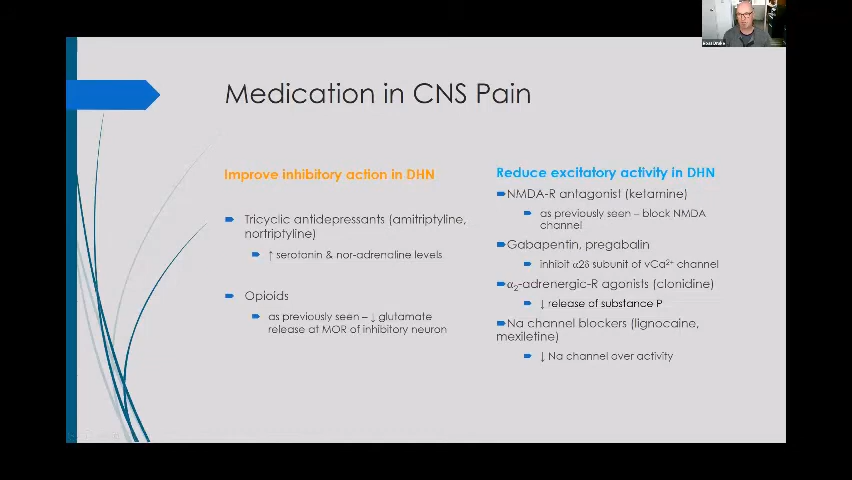 Ross Drake
Medication in CNS Pain
Improve inhibitory action in DHN
Tricyclic antidepressants (amitriptyline,
nortriptyline)
↑ serotonin & nor-adrenaline levels
Opioids
as previously seen – ↓ glutamate
release at MOR of inhibitory neuron
Reduce excitatory activity in DHN
NMDA-R antagonist (ketamine)
as previously seen – block NMDA
channel
Gabapentin, pregabalin
inhibit α2δ subunit of vCa²⁺ channel
α₂-adrenergic-R agonists (clonidine)
↓ release of substance P
Na channel blockers (lignocaine,
mexiletine)
↓ Na channel over activity